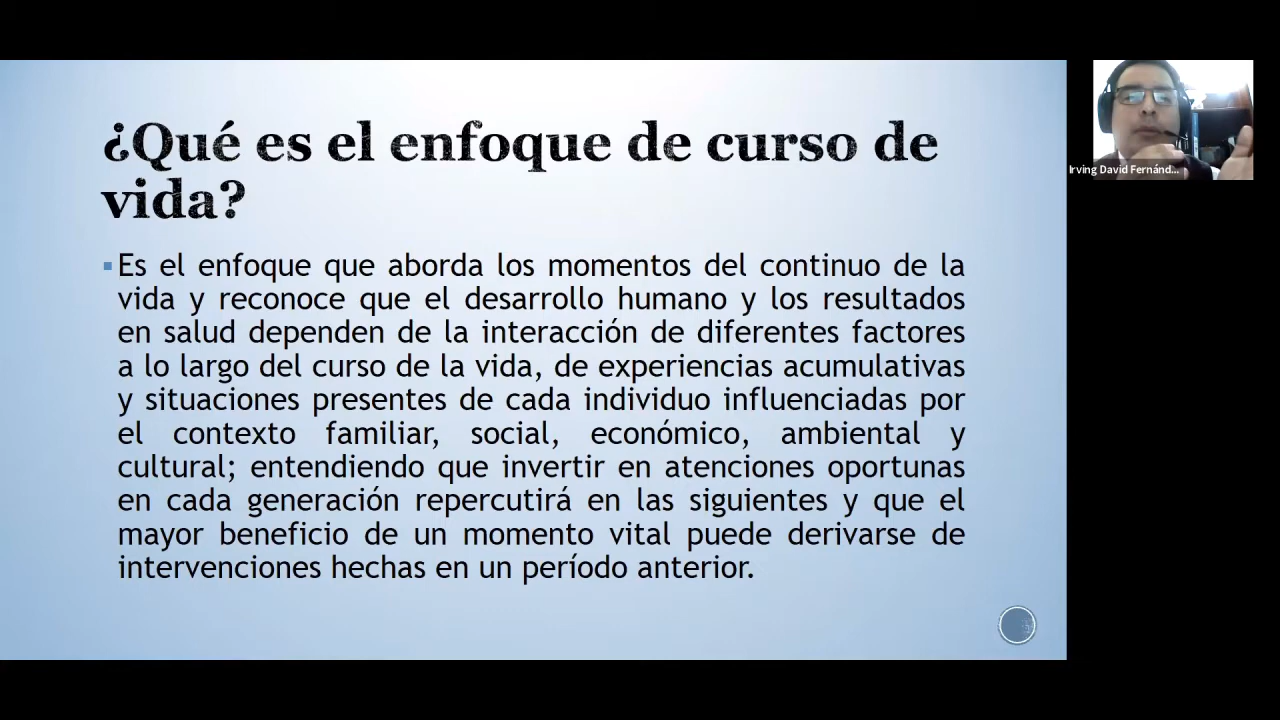 ¿Qué es el enfoque de curso de
vida?
Es el enfoque que aborda los momentos del continuo de la
vida y reconoce que el desarrollo humano y los resultados
en salud dependen de la interacción de diferentes factores
a lo largo del curso de la vida, de experiencias acumulativas
y situaciones presentes de cada individuo influenciadas por
el contexto familiar, social, económico, ambiental y
cultural; entendiendo que invertir en atenciones oportunas
en cada generación repercutirá en las siguientes y que el
mayor beneficio de un momento vital puede derivarse de
intervenciones hechas en un período anterior.
Irving David Fernánd...